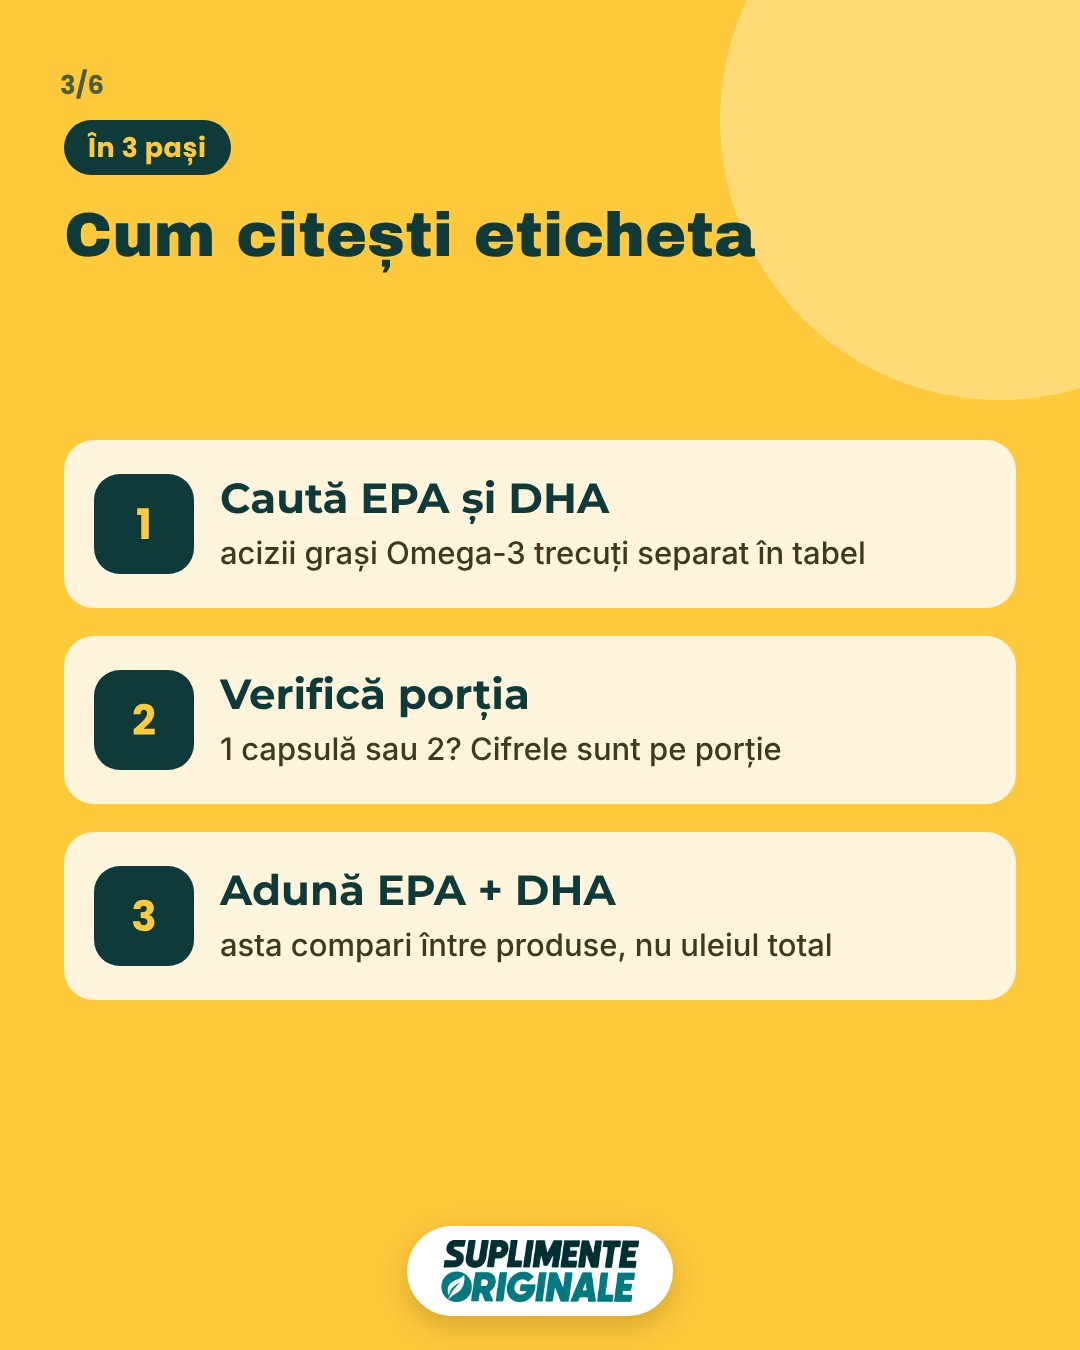 3/6
În 3 pași
Cum citești eticheta
1
Caută EPA și DHA
acizii grași Omega-3 trecuți separat în tabel
2
Verifică porția
1 capsulă sau 2? Cifrele sunt pe porție
3
Adună EPA + DHA
asta compari între produse, nu uleiul total
SUPLIMENTE
ORIGINALE